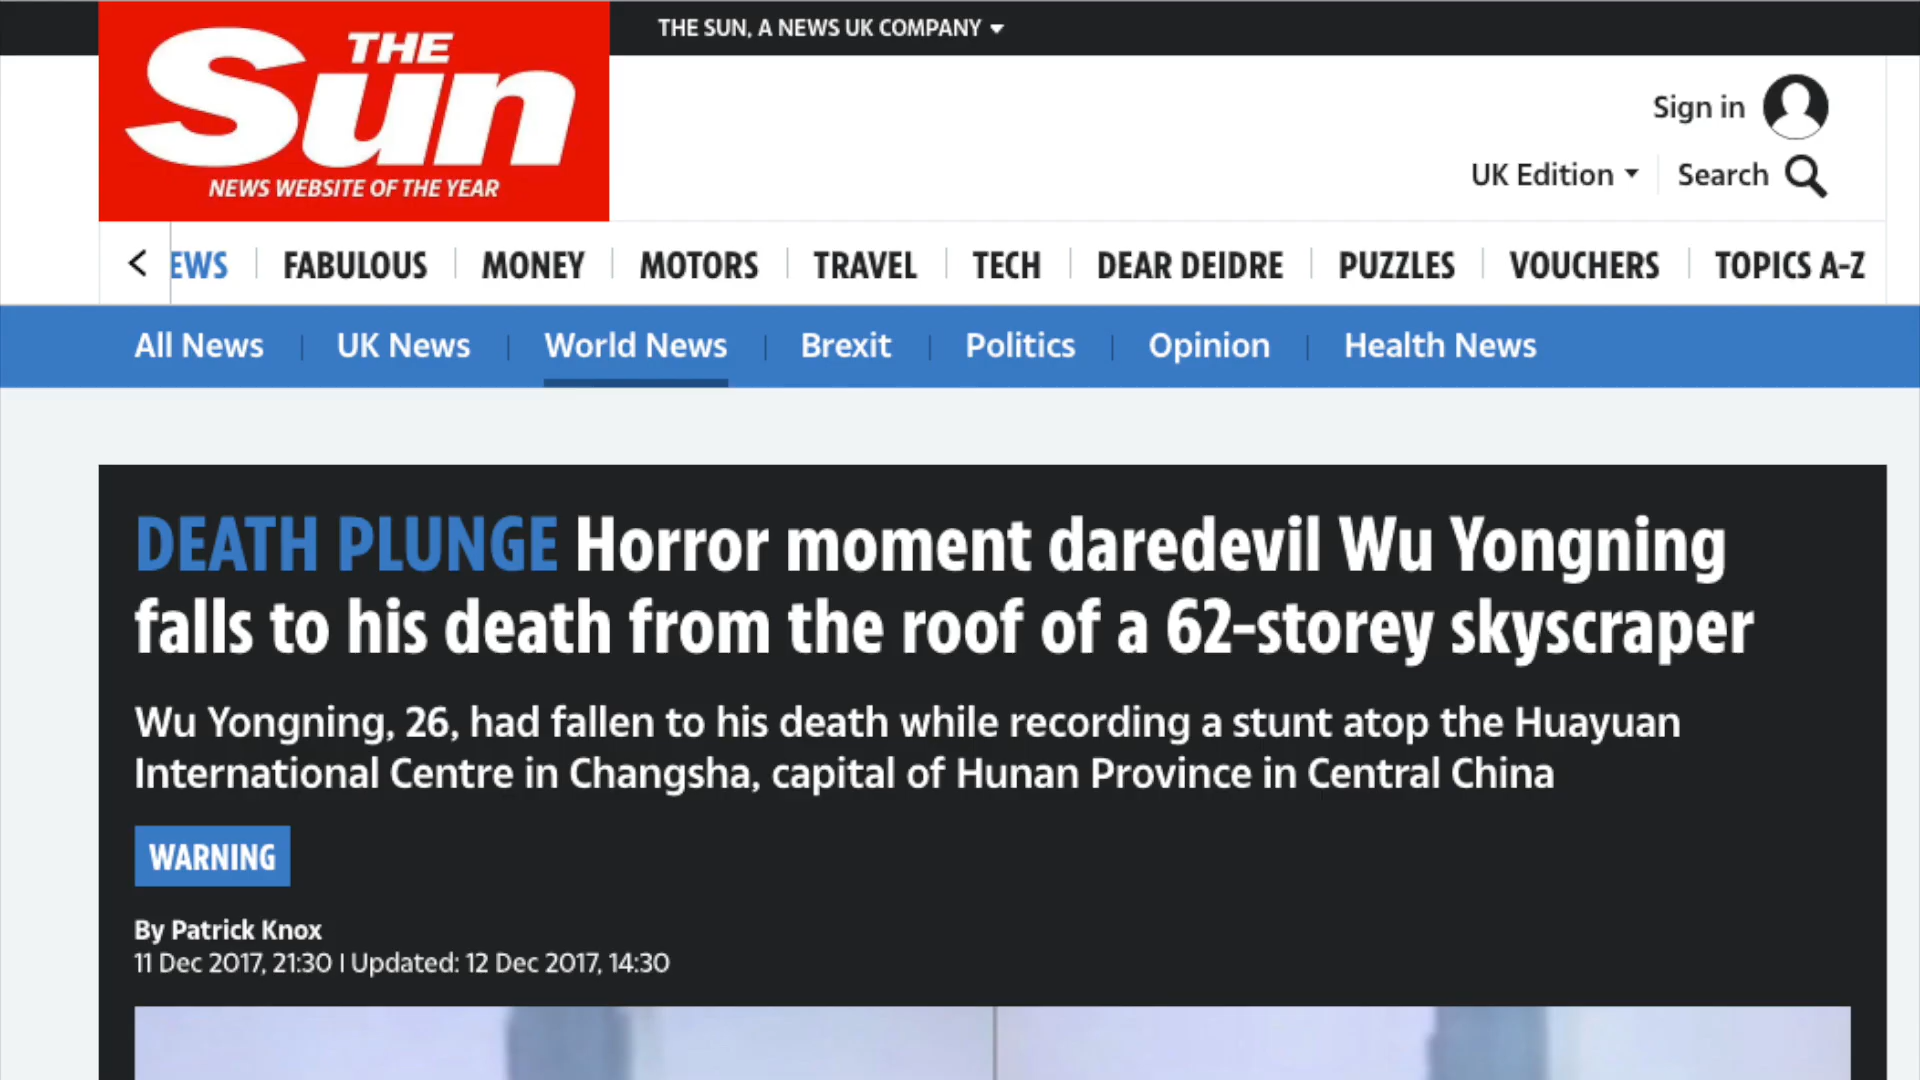 THE SUN, A NEWS UK COMPANY
THE
Sun
NEWS WEBSITE OF THE YEAR
Sign in
UK Edition
Search
EWS FABULOUS MONEY MOTORS TRAVEL TECH DEAR DEIDRE PUZZLES VOUCHERS TOPICS A-Z
All News UK News World News Brexit Politics Opinion Health News
DEATH PLUNGE Horror moment daredevil Wu Yongning
falls to his death from the roof of a 62-storey skyscraper
Wu Yongning, 26, had fallen to his death while recording a stunt atop the Huayuan
International Centre in Changsha, capital of Hunan Province in Central China
WARNING
By Patrick Knox
11 Dec 2017, 21:30 | Updated: 12 Dec 2017, 14:30